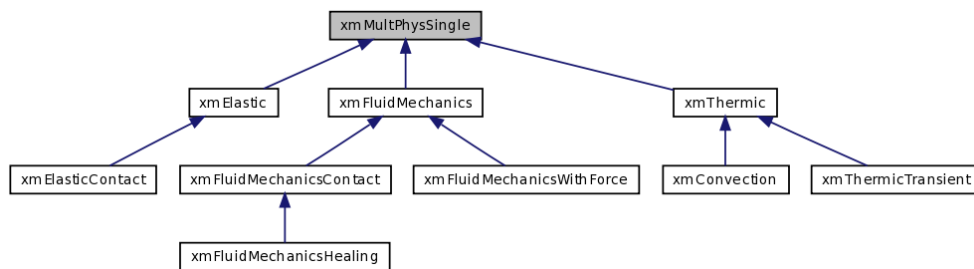 xmMultPhysSingle
xmElastic
xmFluidMechanics
xmThermic
xmElasticContact
xmFluidMechanicsContact
xmFluidMechanicsWithForce
xmConvection
xmThermicTransient
xmFluidMechanicsHealing